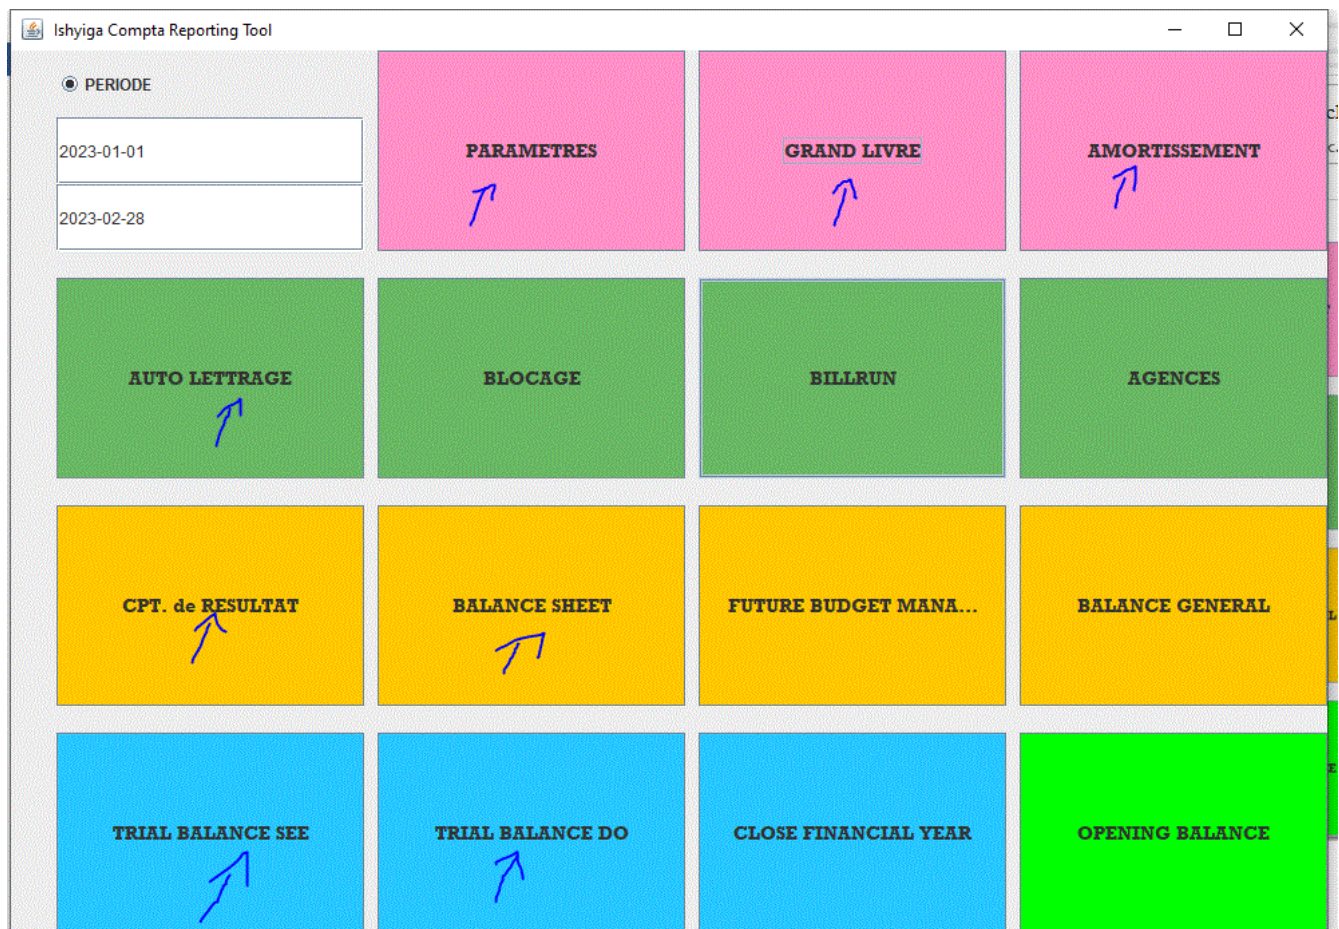 Ishyiga Compta Reporting Tool
PERIODE
2023-01-01
2023-02-28
PARAMETRES
GRAND LIVRE
AMORTISSEMENT
AUTO LETTRAGE
BLOCAGE
BILLRUN
AGENCES
CPT. de RESULTAT
BALANCE SHEET
FUTURE BUDGET MANA...
BALANCE GENERAL
TRIAL BALANCE SEE
TRIAL BALANCE DO
CLOSE FINANCIAL YEAR
OPENING BALANCE